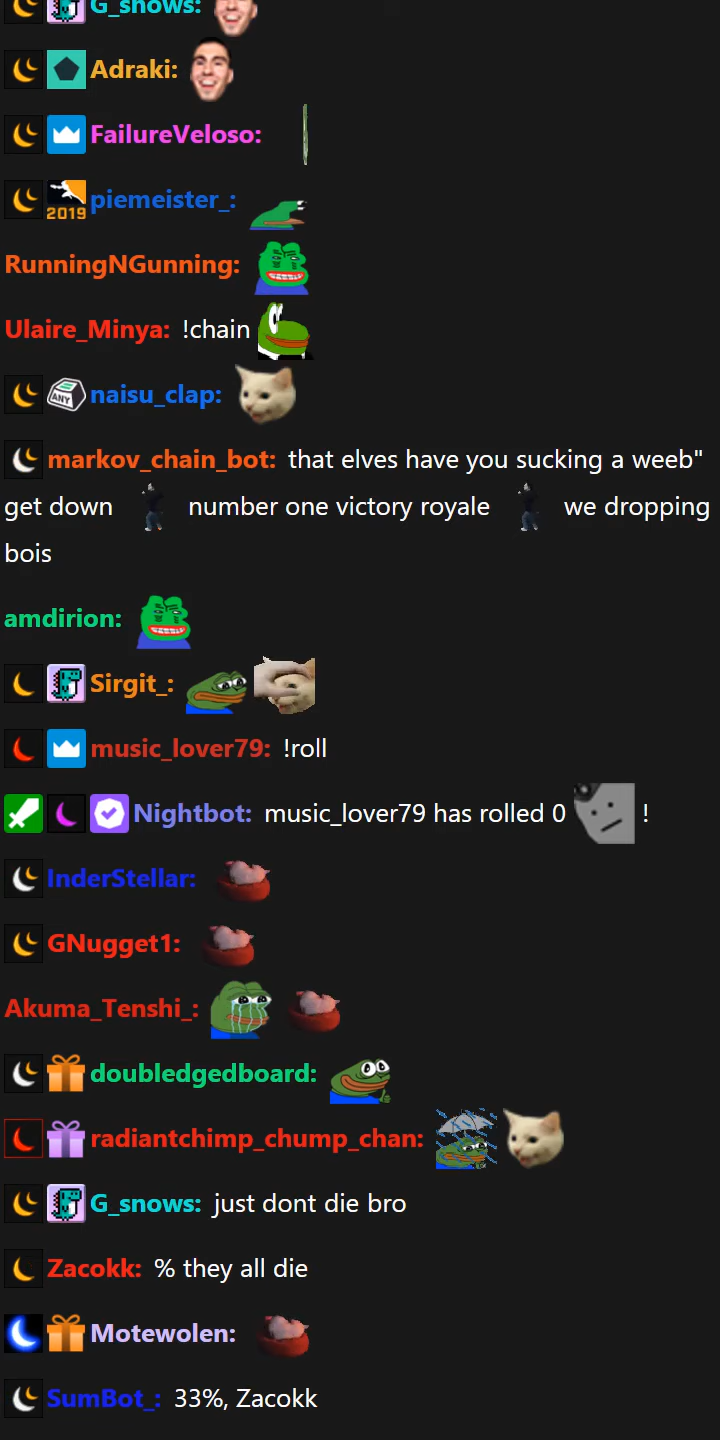 G_snows:
Adraki:
FailureVeloso:
2019 piemeister_:
RunningNGunning:
Ulaire_Minya: !chain
ANY naisu_clap:
markov_chain_bot: that elves have you sucking a weeb"
get down number one victory royale we dropping
bois
amdirion:
Sirgit_:
music_lover79: !roll
Nightbot: music_lover79 has rolled 0 !
InderStellar:
GNugget1:
Akuma_Tenshi_:
doubledgedboard:
radiantchimp_chump_chan:
G_snows: just dont die bro
Zacokk: % they all die
Motewolen:
SumBot_: 33%, Zacokk